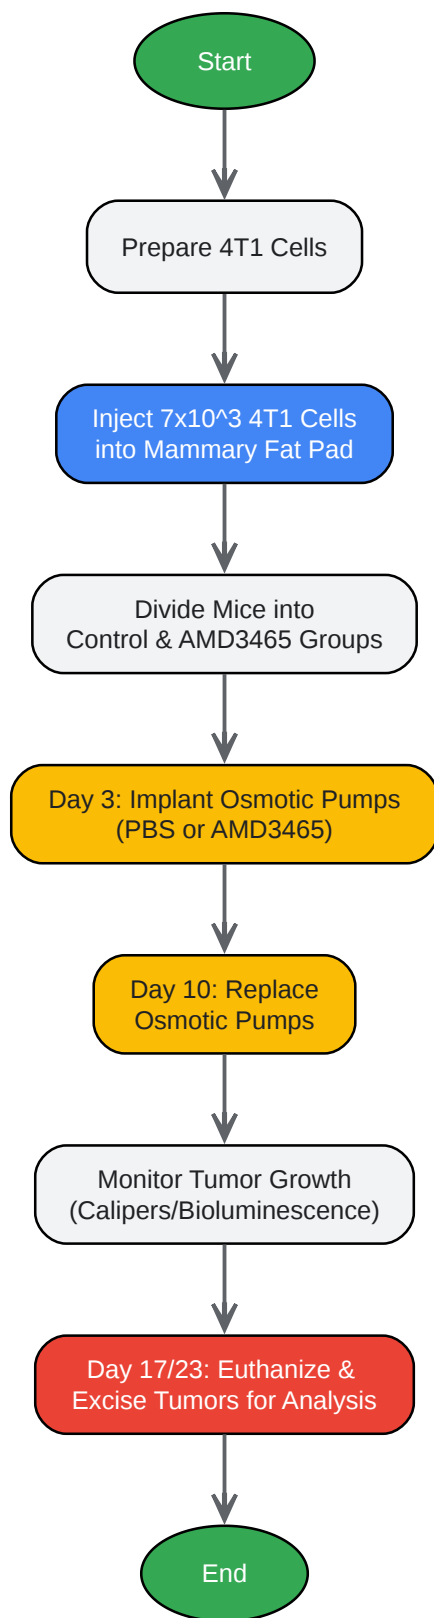 Start
Prepare 4T1 Cells
Inject 7x10^3 4T1 Cells
into Mammary Fat Pad
Divide Mice into
Control & AMD3465 Groups
Day 3: Implant Osmotic Pumps
(PBS or AMD3465)
Day 10: Replace
Osmotic Pumps
Monitor Tumor Growth
(Calipers/Bioluminescence)
Day 17/23: Euthanize &
Excise Tumors for Analysis
End